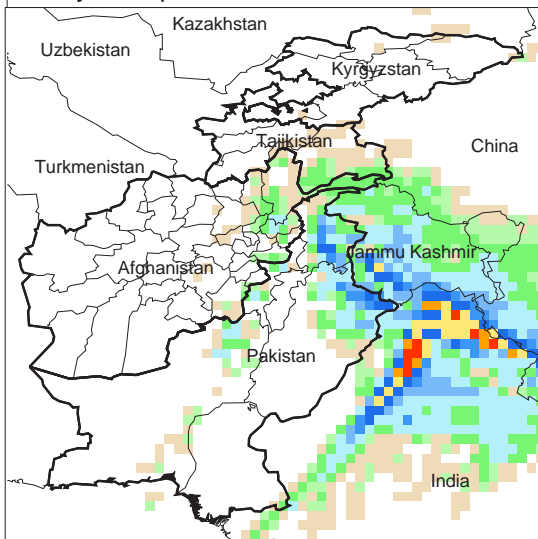 Kazakhstan
Uzbekistan
Kyrgyzstan
Tajikistan
China
Turkmenistan
Jammu Kashmir
Afghanistan
Pakistan
India